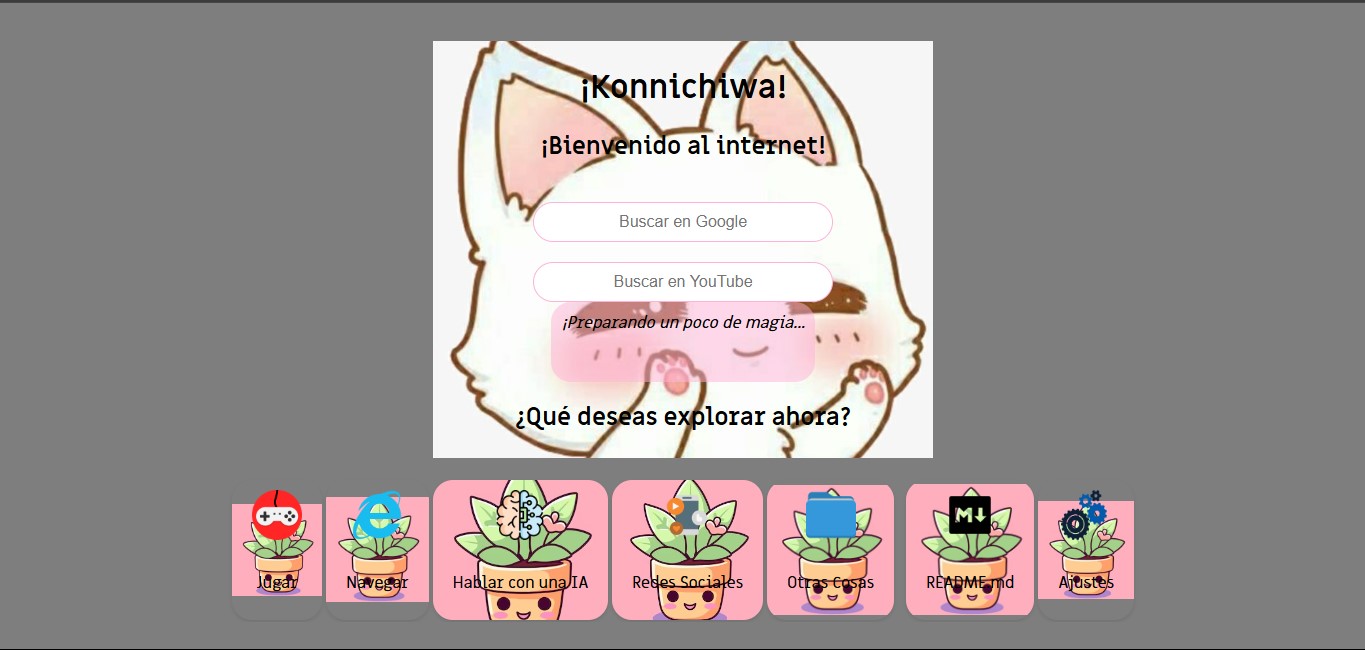 ¡Konnichiwa!
¡Bienvenido al internet!
Buscar en Google
Buscar en YouTube
¡Preparando un poco de magia...
¿Qué deseas explorar ahora?
M
Jugar
Navegar
Hablar con una IA
Redes Sociales
Otras Cosas
README.md
Ajustes